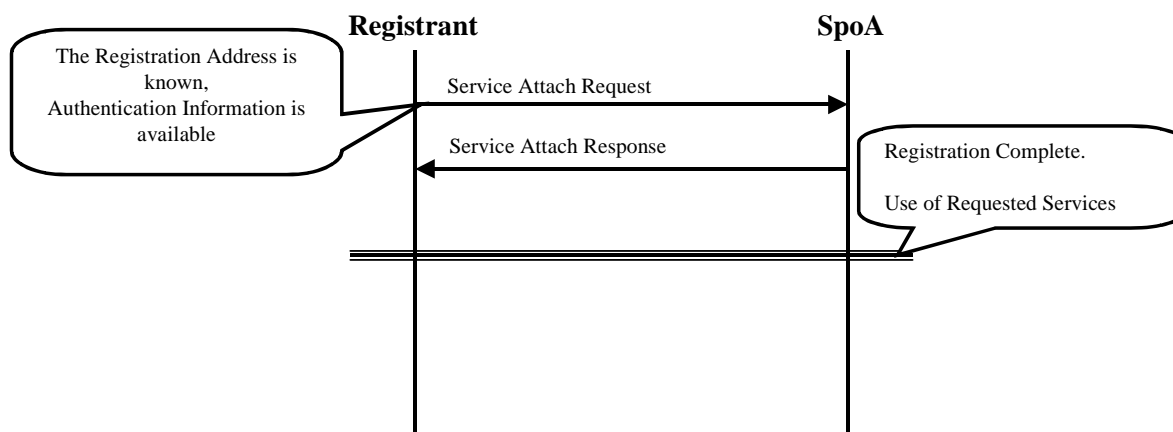 Registrant
SpoA
The Registration Address is
known,
Authentication Information is
available
Service Attach Request
Service Attach Response
Registration Complete.
Use of Requested Services